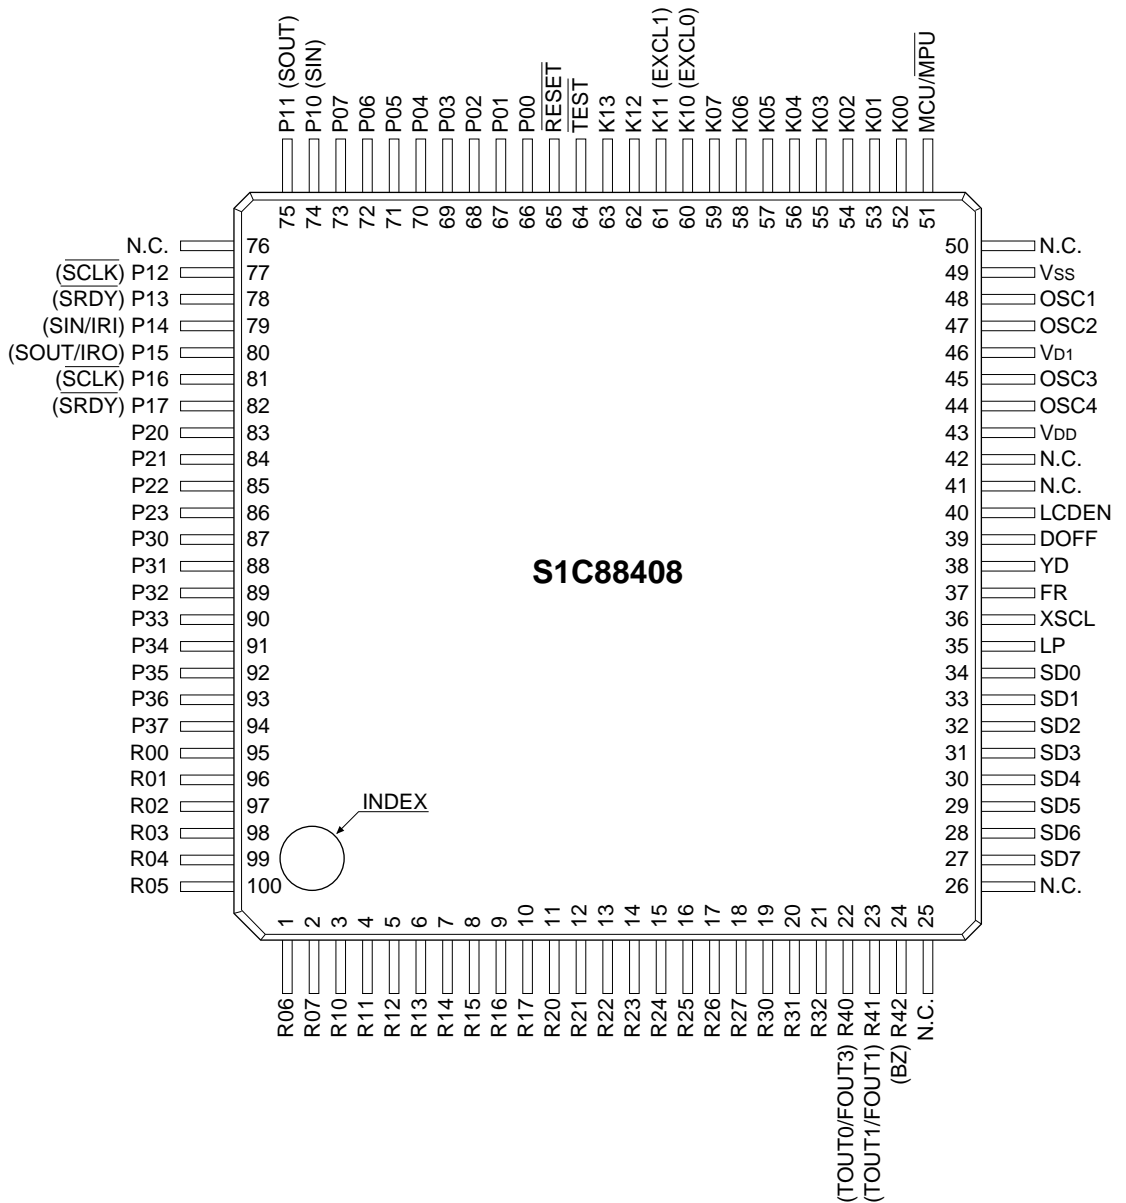 P11 (SOUT)
P10 (SIN)
P07
P06
P05
P04
P03
P02
P01
P00
RESET
TEST
K13
K12
K11 (EXCL1)
K10 (EXCL0)
K07
K06
K05
K04
K03
K02
K01
K00
MCU/MPU
75 74 73 72 71 70 69 68 67 66 65 64 63 62 61 60 59 58 57 56 55 54 53 52 51
N.C. 76
(SCLK) P12 77
(SRDY) P13 78
(SIN/IRI) P14 79
(SOUT/IRO) P15 80
(SCLK) P16 81
(SRDY) P17 82
P20 83
P21 84
P22 85
P23 86
P30 87
P31 88
P32 89
P33 90
P34 91
P35 92
P36 93
P37 94
R00 95
R01 96
R02 97
R03 98
R04 99
R05 100
S1C88408
INDEX
50 N.C.
49 VSS
48 OSC1
47 OSC2
46 VD1
45 OSC3
44 OSC4
43 VDD
42 N.C.
41 N.C.
40 LCDEN
39 DOFF
38 YD
37 FR
36 XSCL
35 LP
34 SD0
33 SD1
32 SD2
31 SD3
30 SD4
29 SD5
28 SD6
27 SD7
26 N.C.
1 2 3 4 5 6 7 8 9 10 11 12 13 14 15 16 17 18 19 20 21 22 23 24 25
R06
R07
R10
R11
R12
R13
R14
R15
R16
R17
R20
R21
R22
R23
R24
R25
R26
R27
R30
R31
R32
(TOUT0/FOUT3) R40
(TOUT1/FOUT1) R41
(BZ) R42
N.C.